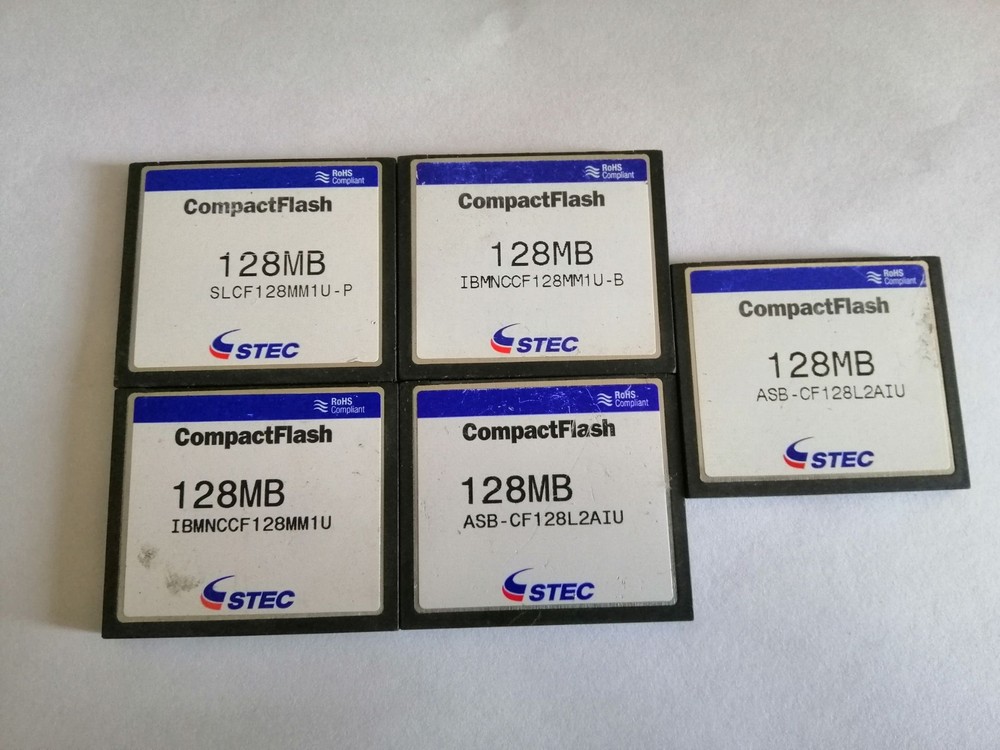 RoHS
Compliant
CompactFlash
128MB
SLCF128MM1U-P
STEC
RoHS
Compliant
CompactFlash
128MB
IBMNCCF128MM1U-B
STEC
RoHS
Compliant
CompactFlash
128MB
ASB-CF128L2AIU
STEC
RoHS
Compliant
CompactFlash
128MB
IBMNCCF128MM1U
STEC
RoHS
Compliant
CompactFlash
128MB
ASB-CF128L2AIU
STEC